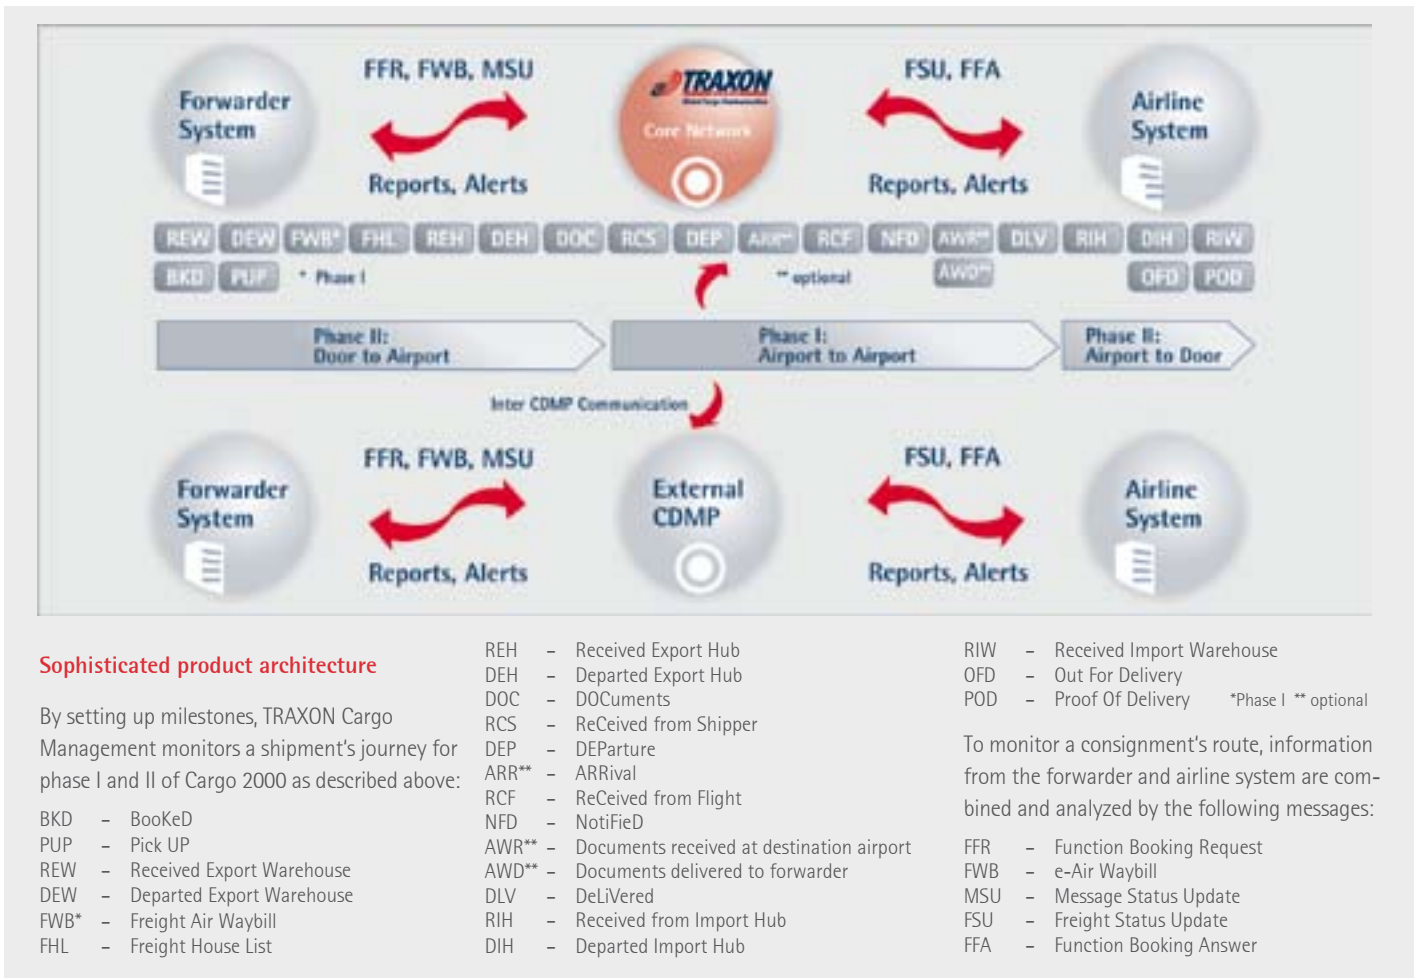 FFR, FWB, MSU
FSU, FFA
Forwarder
System
TRAXON
Core Network
Airline
System
Reports, Alerts
Reports, Alerts
REW DEW FWB* FHL REH DEH DOC RCS DEP ARR** RCF NFD AWR** DLV RIH DIH RIW
BKD PUP * Phase I ** optional AWD** OFD POD
Phase II:
Door to Airport
Phase I:
Airport to Airport
Phase II:
Airport to Door
Inter CDMP Communication
FFR, FWB, MSU
FSU, FFA
Forwarder
System
External
CDMP
Airline
System
Reports, Alerts
Reports, Alerts
Sophisticated product architecture
By setting up milestones, TRAXON Cargo
Management monitors a shipment's journey for
phase I and II of Cargo 2000 as described above:
BKD – BooKeD
PUP – Pick UP
REW – Received Export Warehouse
DEW – Departed Export Warehouse
FWB* – Freight Air Waybill
FHL – Freight House List
REH – Received Export Hub
DEH – Departed Export Hub
DOC – DOCuments
RCS – ReCeived from Shipper
DEP – DEParture
ARR** – ARRival
RCF – ReCeived from Flight
NFD – NotiFieD
AWR** – Documents received at destination airport
AWD** – Documents delivered to forwarder
DLV – DeLiVered
RIH – Received from Import Hub
DIH – Departed Import Hub
RIW – Received Import Warehouse
OFD – Out For Delivery
POD – Proof Of Delivery *Phase I ** optional
To monitor a consignment's route, information
from the forwarder and airline system are com-
bined and analyzed by the following messages:
FFR – Function Booking Request
FWB – e-Air Waybill
MSU – Message Status Update
FSU – Freight Status Update
FFA – Function Booking Answer